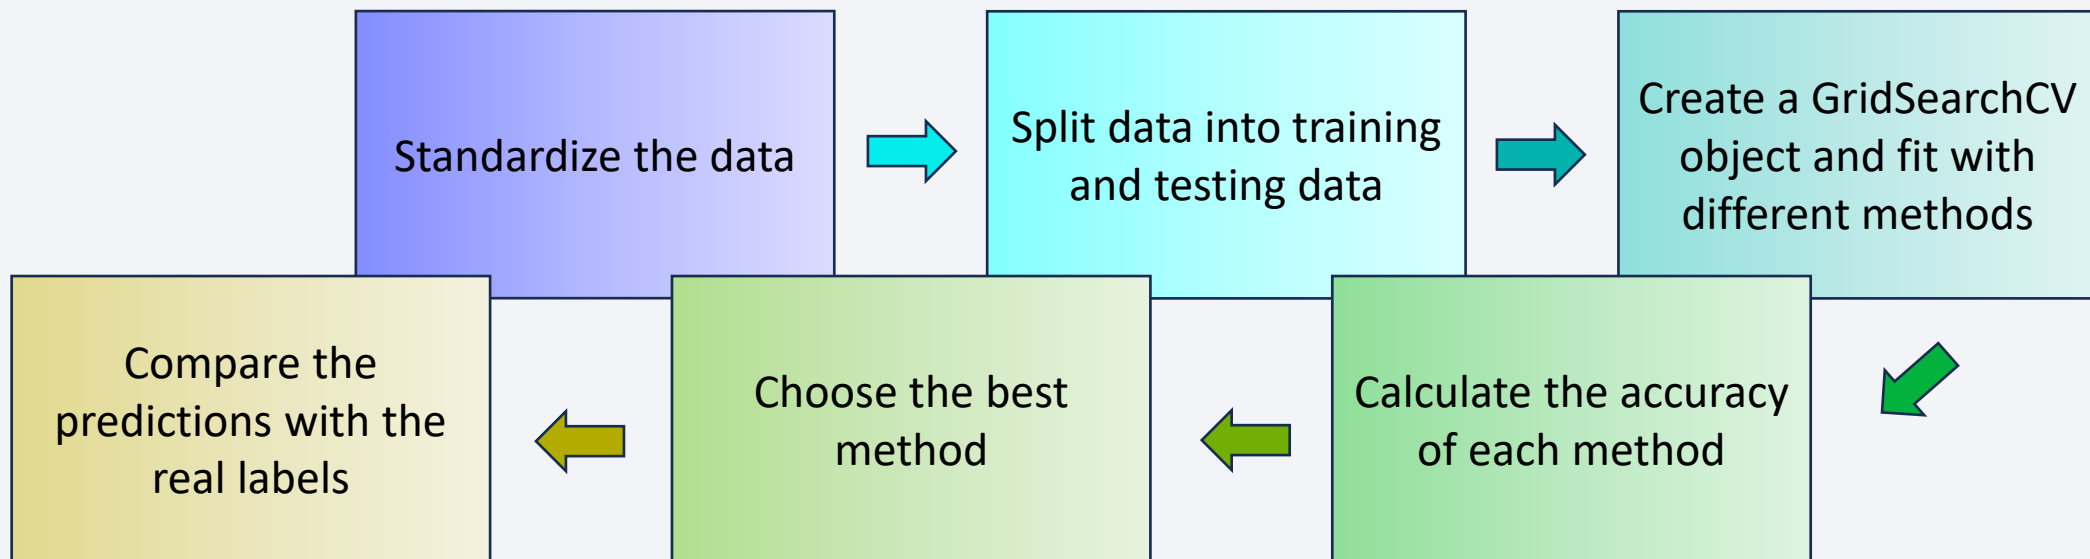 Standardize the data
Split data into training
and testing data
Create a GridSearchCV
object and fit with
different methods
Calculate the accuracy
of each method
Choose the best
method
Compare the
predictions with the
real labels